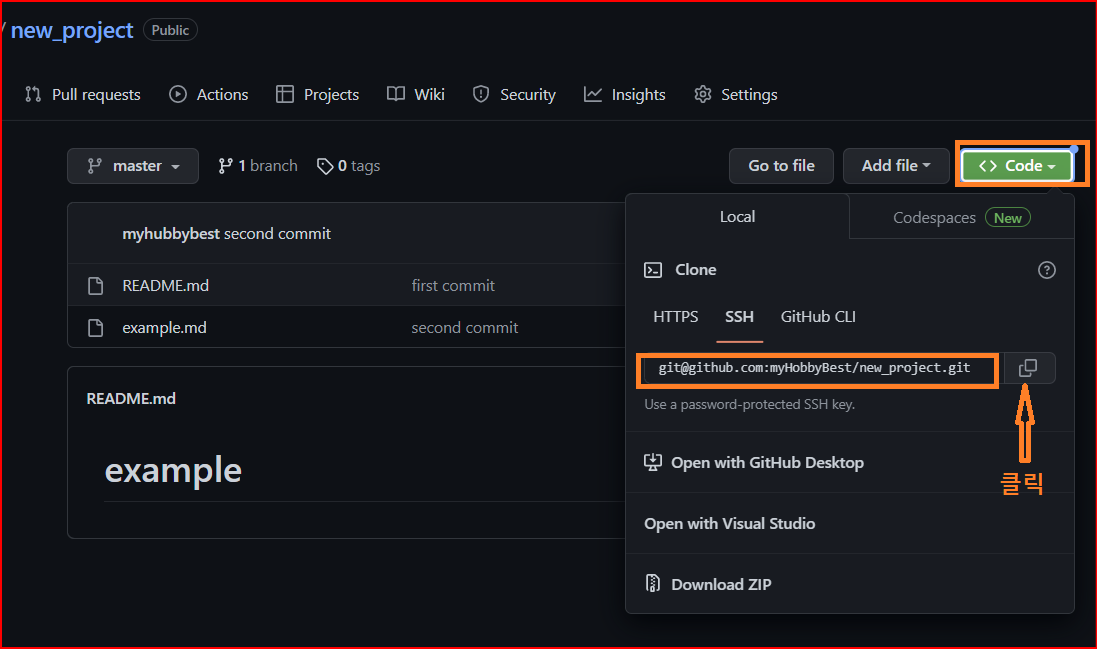 / new_project Public
Pull requests Actions Projects Wiki Security Insights Settings
master 1 branch 0 tags Go to file Add file <> Code
myhubbybest second commit
README.md first commit
example.md second commit
README.md
example
Local Codespaces New
Clone
HTTPS SSH GitHub CLI
git@github.com:myHobbyBest/new_project.git
Use a password-protected SSH key.
클릭
Open with GitHub Desktop
Open with Visual Studio
Download ZIP